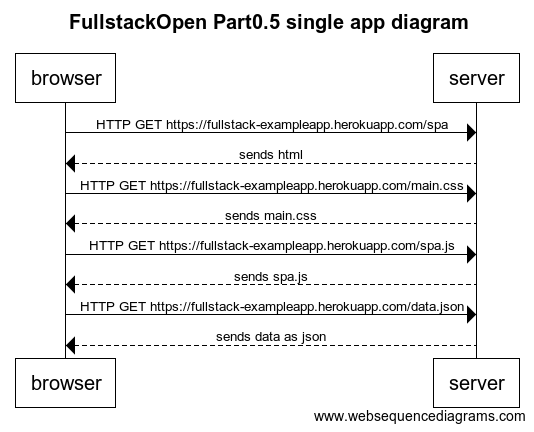 FullstackOpen Part0.5 single app diagram
browser
server
HTTP GET https://fullstack-exampleapp.herokuapp.com/spa
sends html
HTTP GET https://fullstack-exampleapp.herokuapp.com/main.css
sends main.css
HTTP GET https://fullstack-exampleapp.herokuapp.com/spa.js
sends spa.js
HTTP GET https://fullstack-exampleapp.herokuapp.com/data.json
sends data as json
browser
server
www.websequencediagrams.com